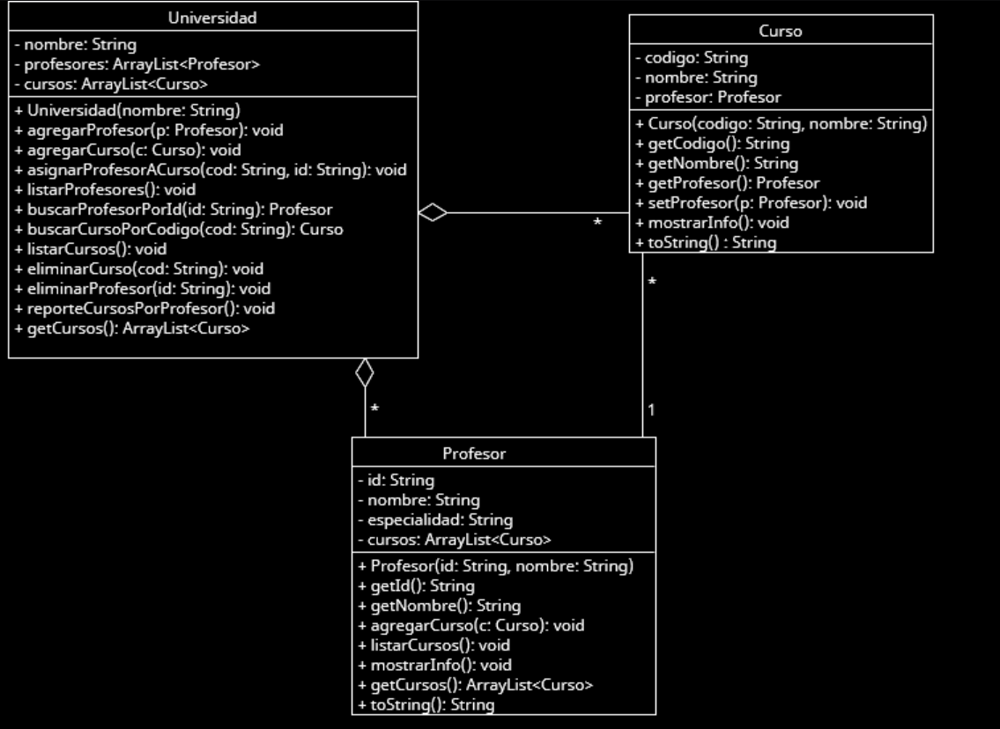 Universidad
- nombre: String
- profesores: ArrayList<Profesor>
- cursos: ArrayList<Curso>
+ Universidad(nombre: String)
+ agregarProfesor(p: Profesor): void
+ agregarCurso(c: Curso): void
+ asignarProfesorACurso(cod: String, id: String): void
+ listarProfesores(): void
+ buscarProfesorPorId(id: String): Profesor
+ buscarCursoPorCodigo(cod: String): Curso
+ listarCursos(): void
+ eliminarCurso(cod: String): void
+ eliminarProfesor(id: String): void
+ reporteCursosPorProfesor(): void
+ getCursos(): ArrayList<Curso>
Curso
- codigo: String
- nombre: String
- profesor: Profesor
+ Curso(codigo: String, nombre: String)
+ getCodigo(): String
+ getNombre(): String
+ getProfesor(): Profesor
+ setProfesor(p: Profesor): void
+ mostrarInfo(): void
+ toString() : String
*
*
*
1
Profesor
- id: String
- nombre: String
- especialidad: String
- cursos: ArrayList<Curso>
+ Profesor(id: String, nombre: String)
+ getId(): String
+ getNombre(): String
+ agregarCurso(c: Curso): void
+ listarCursos(): void
+ mostrarInfo(): void
+ getCursos(): ArrayList<Curso>
+ toString(): String